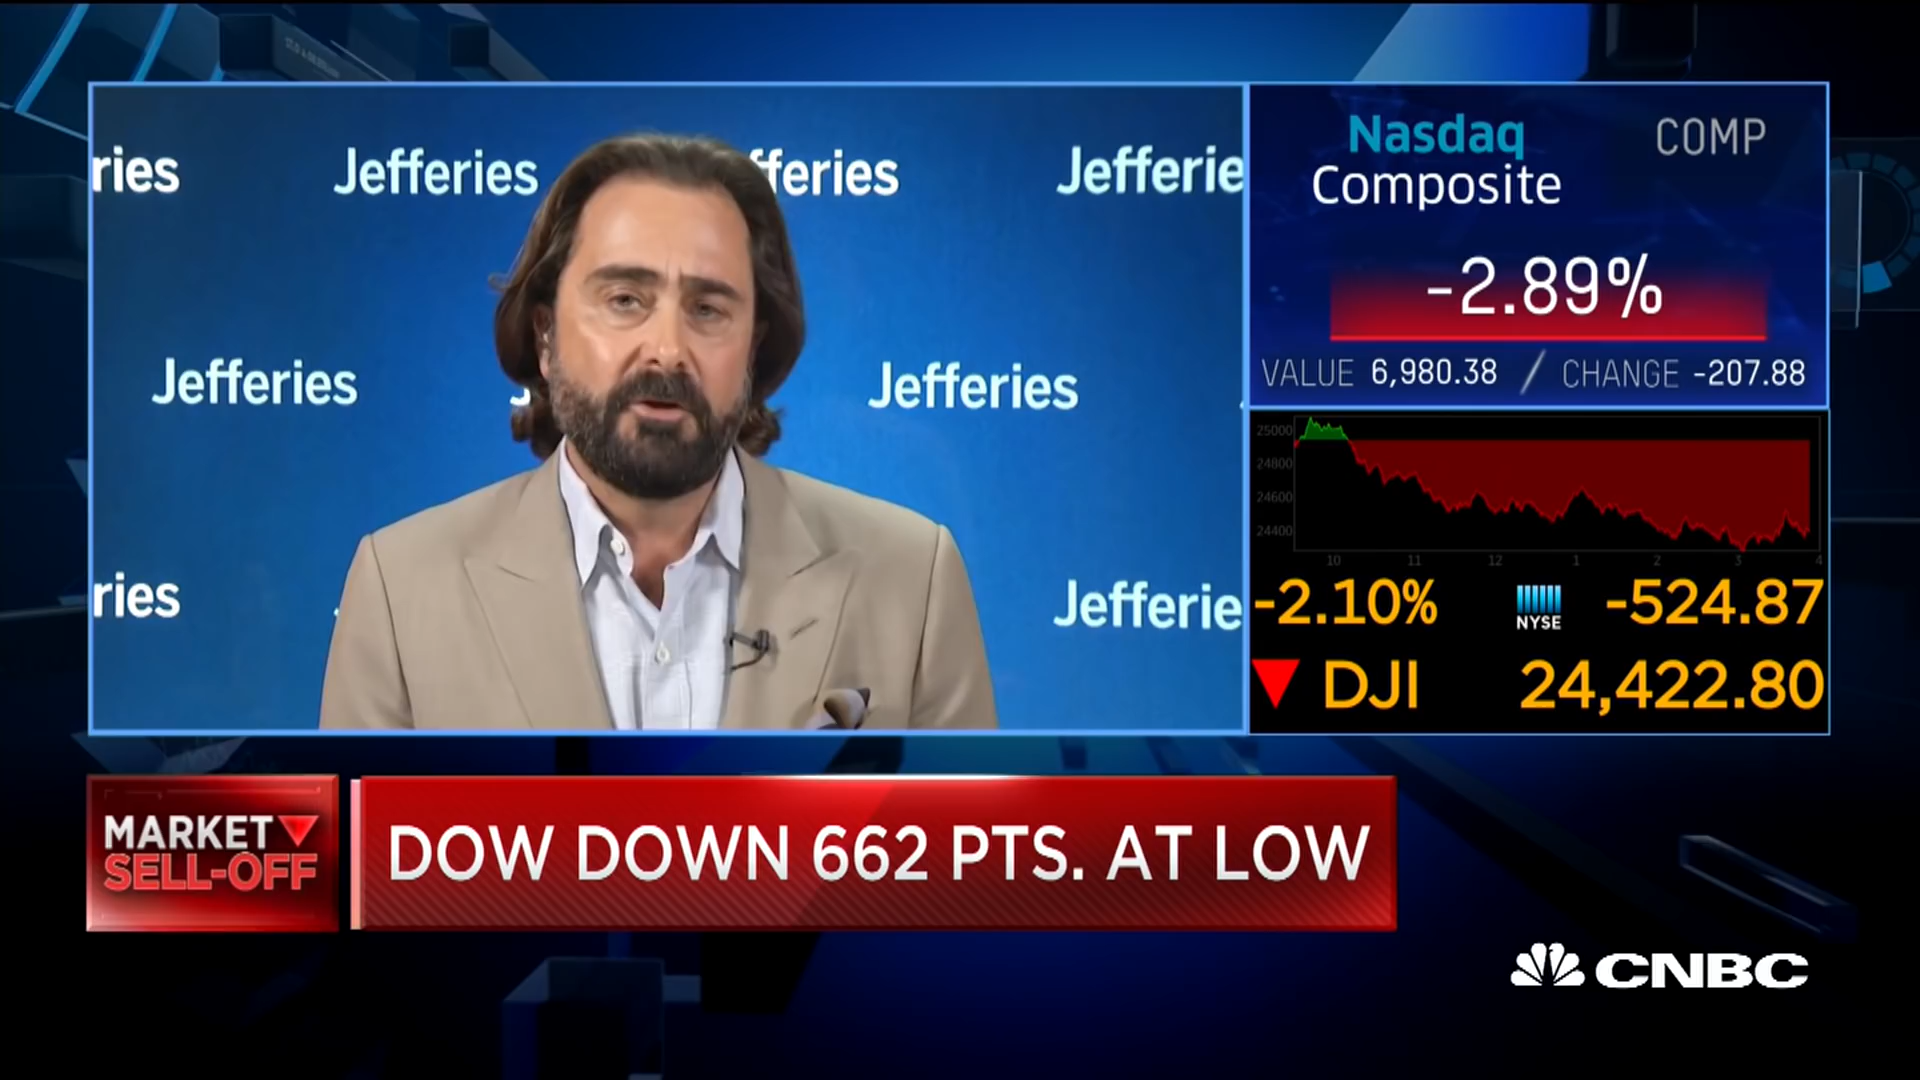 ries
Jefferies
fferies
Jefferie
Jefferies
J
Jefferies
ries
Jefferie
Nasdaq
COMP
Composite
-2.89%
VALUE 6,980.38 / CHANGE -207.88
25000
24800
24600
24400
10 11 12 1 2 3 4
-2.10%
NYSE
-524.87
DJI
24,422.80
MARKET
SELL-OFF
DOW DOWN 662 PTS. AT LOW
CNBC